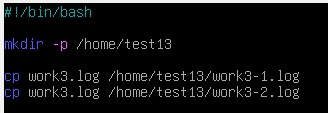 #!/bin/bash
mkdir -p /home/test13
cp work3.log /home/test13/work3-1.log
cp work3.log /home/test13/work3-2.log